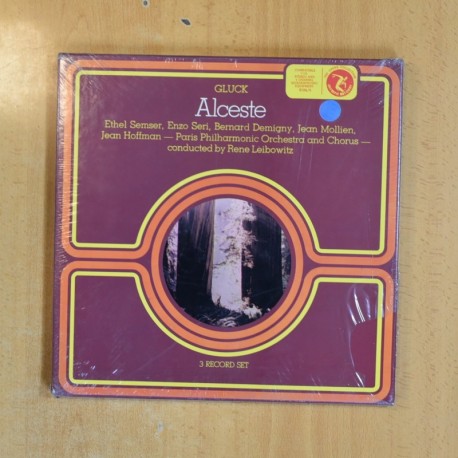 GLUCK
Alceste
Ethel Semser, Enzo Seri, Bernard Demigny, Jean Mollien,
Jean Hoffman — Paris Philharmonic Orchestra and Chorus —
conducted by Rene Leibowitz
3 RECORD SET